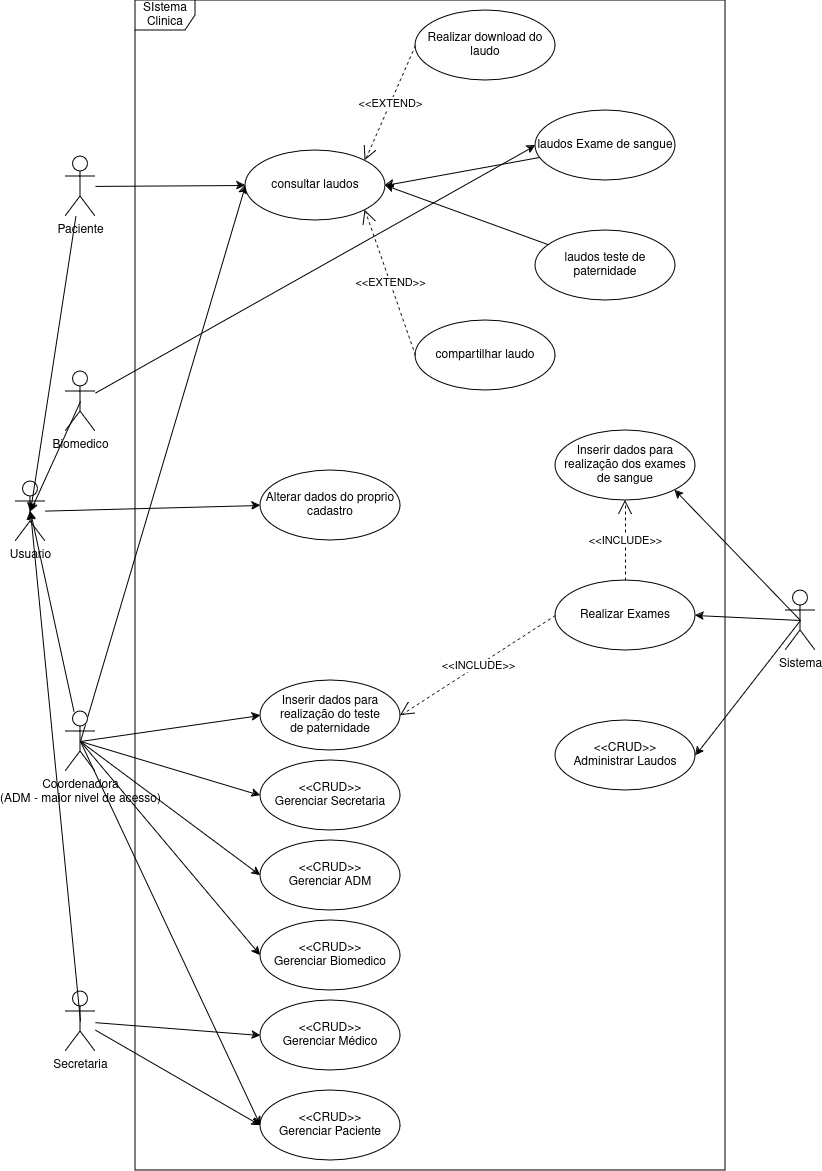 SIstema
Clinica
Realizar download do
laudo
<<EXTEND>
laudos Exame de sangue
consultar laudos
Paciente
laudos teste de
paternidade
<<EXTEND>>
compartilhar laudo
Biomedico
Inserir dados para
realização dos exames
de sangue
Alterar dados do proprio
cadastro
Usuario
<<INCLUDE>>
Realizar Exames
Sistema
<<INCLUDE>>
Inserir dados para
realização do teste
de paternidade
<<CRUD>>
Administrar Laudos
Coordenadora
(ADM - maior nivel de acesso)
<<CRUD>>
Gerenciar Secretaria
<<CRUD>>
Gerenciar ADM
<<CRUD>>
Gerenciar Biomedico
<<CRUD>>
Gerenciar Médico
Secretaria
<<CRUD>>
Gerenciar Paciente